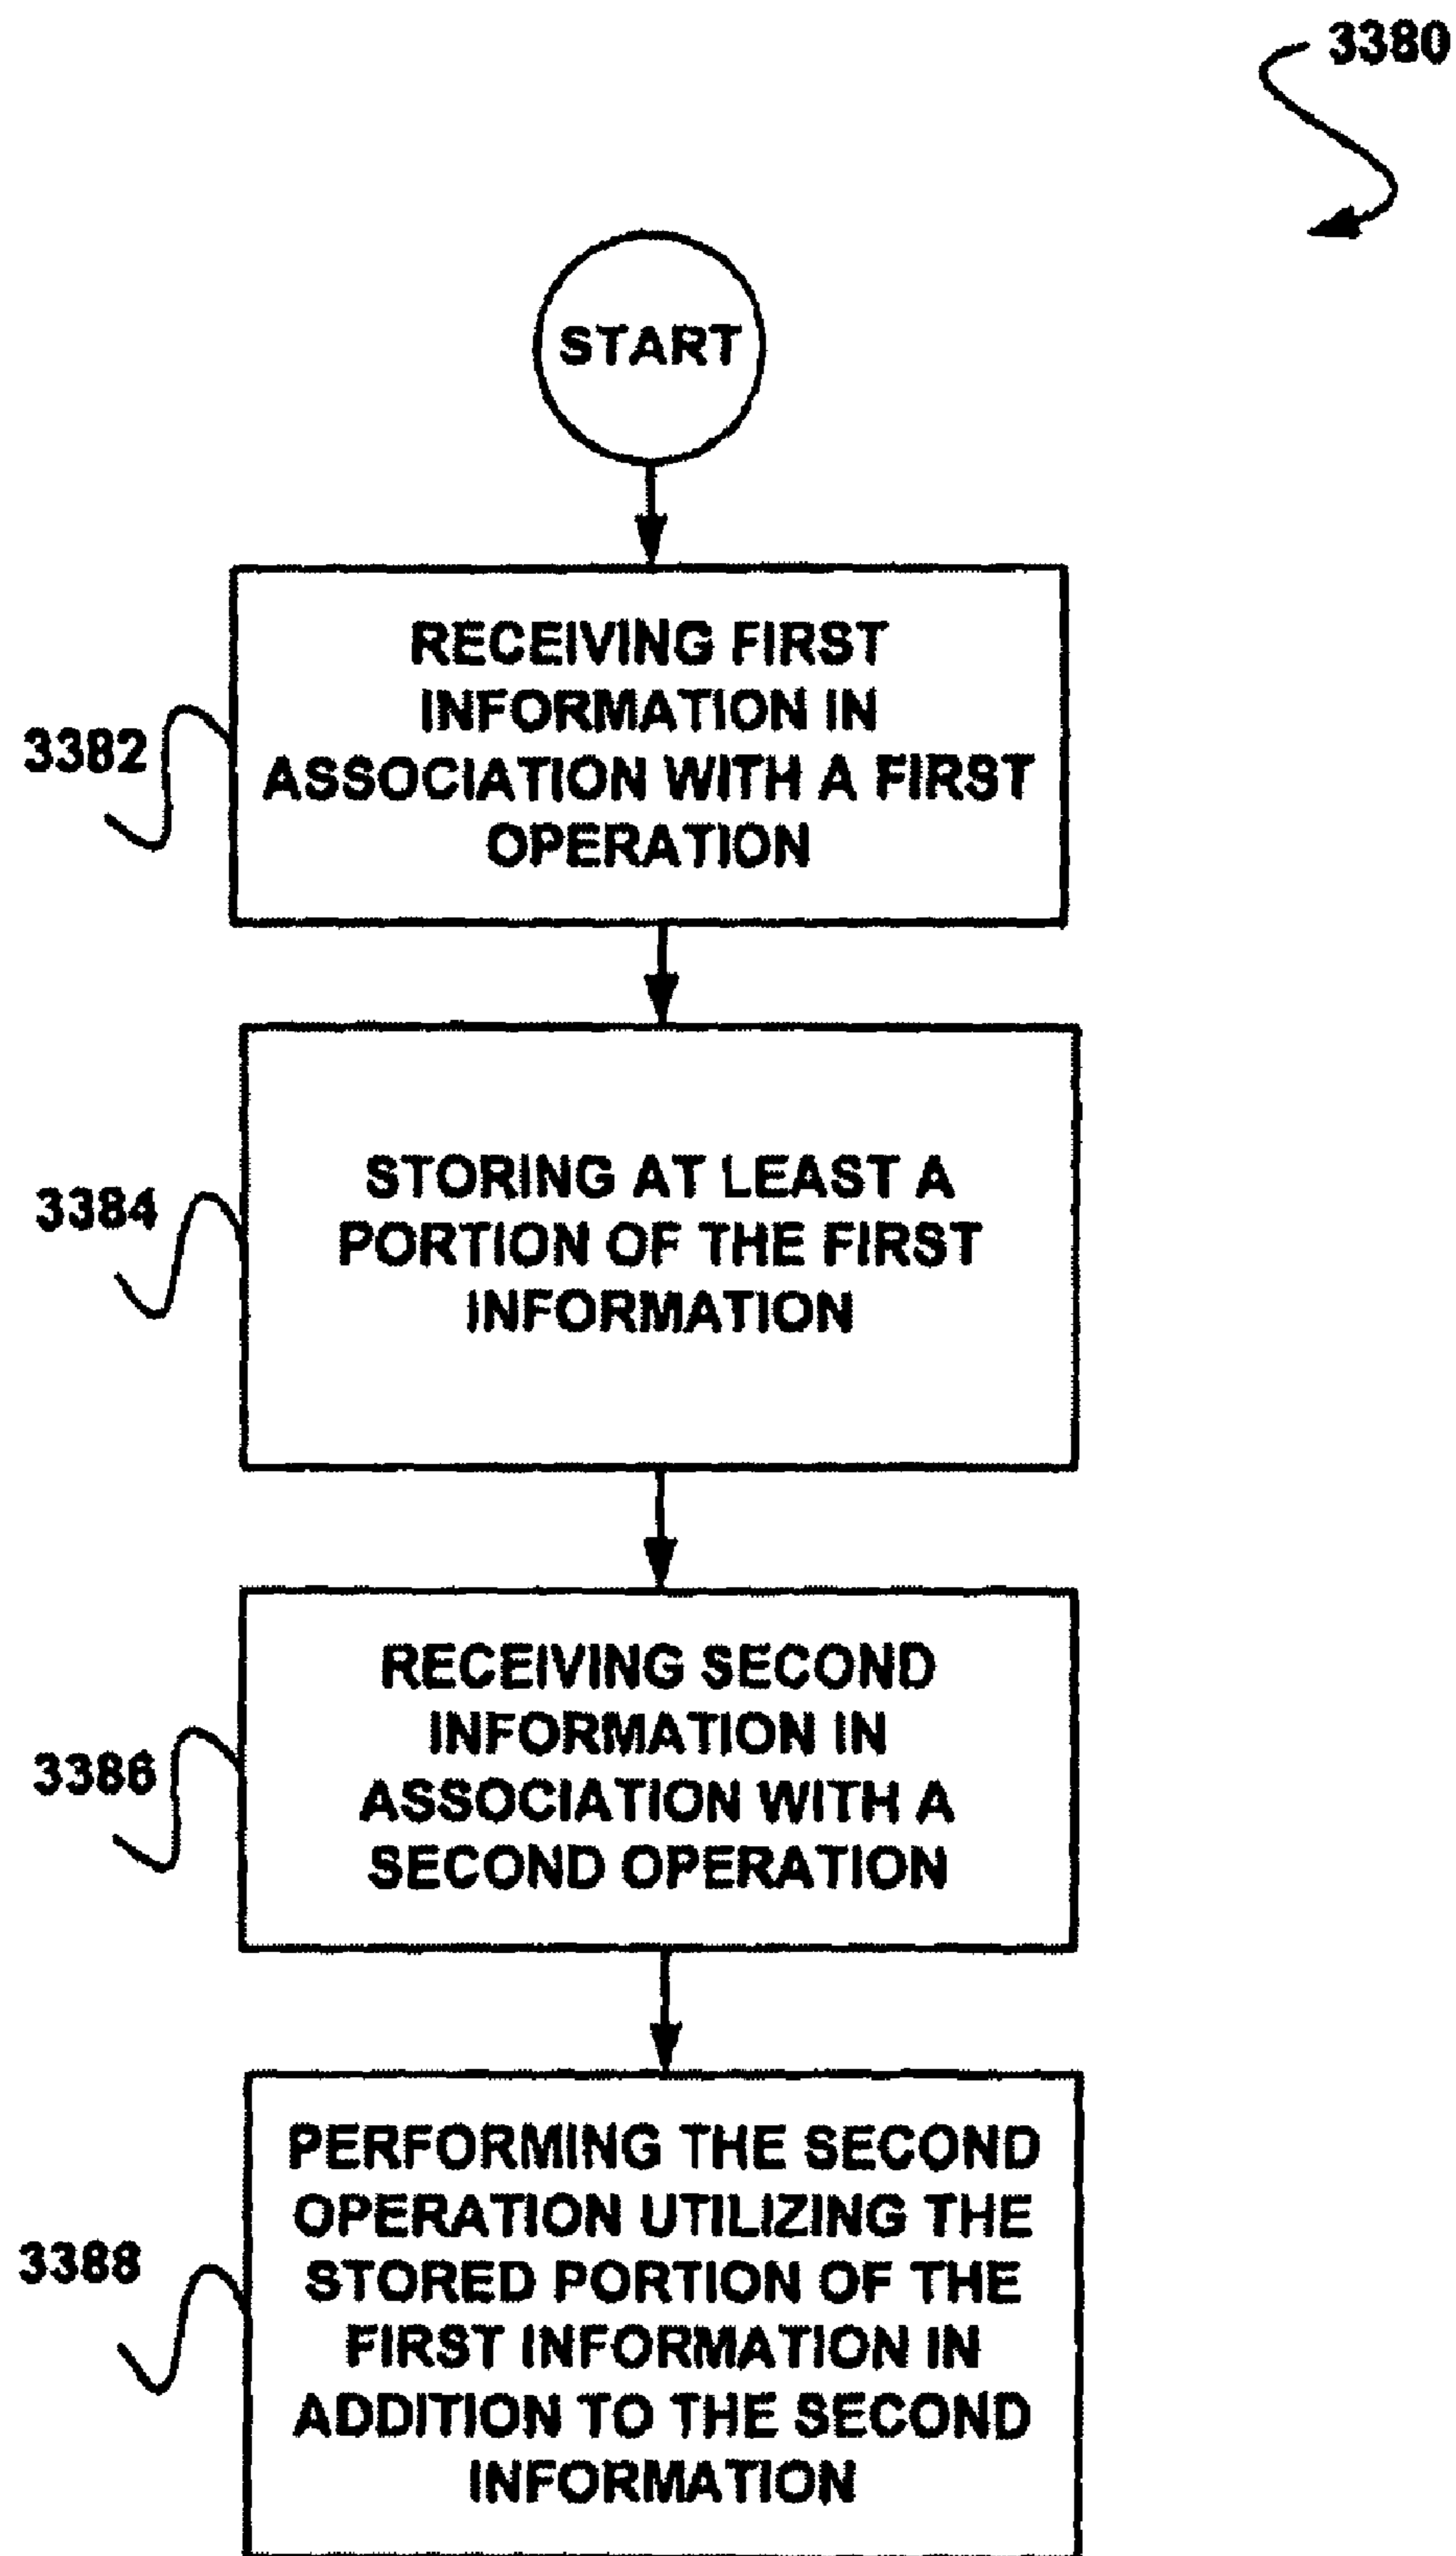 3380
START
RECEIVING FIRST
INFORMATION IN
ASSOCIATION WITH A FIRST
OPERATION
3382
STORING AT LEAST A
PORTION OF THE FIRST
INFORMATION
3384
RECEIVING SECOND
INFORMATION IN
ASSOCIATION WITH A
SECOND OPERATION
3386
PERFORMING THE SECOND
OPERATION UTILIZING THE
STORED PORTION OF THE
FIRST INFORMATION IN
ADDITION TO THE SECOND
INFORMATION
3388